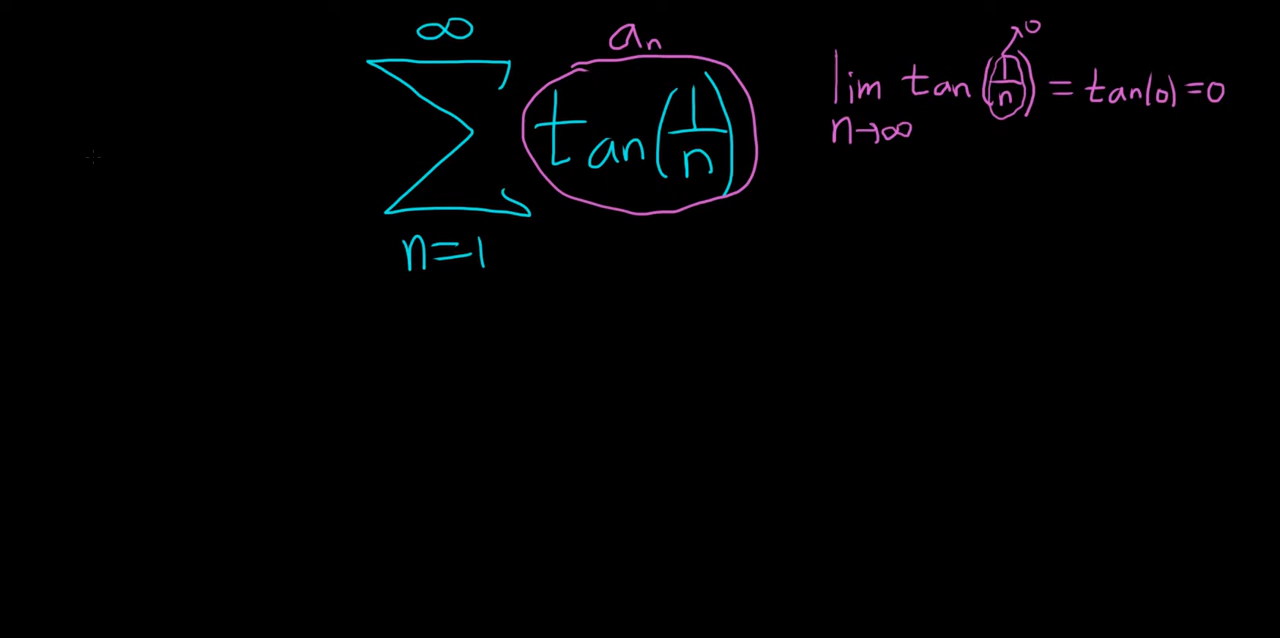 ∞
∑ tan(1/n)
n=1
aₙ
lim tan(1/n) = tan(0) = 0
n→∞
0